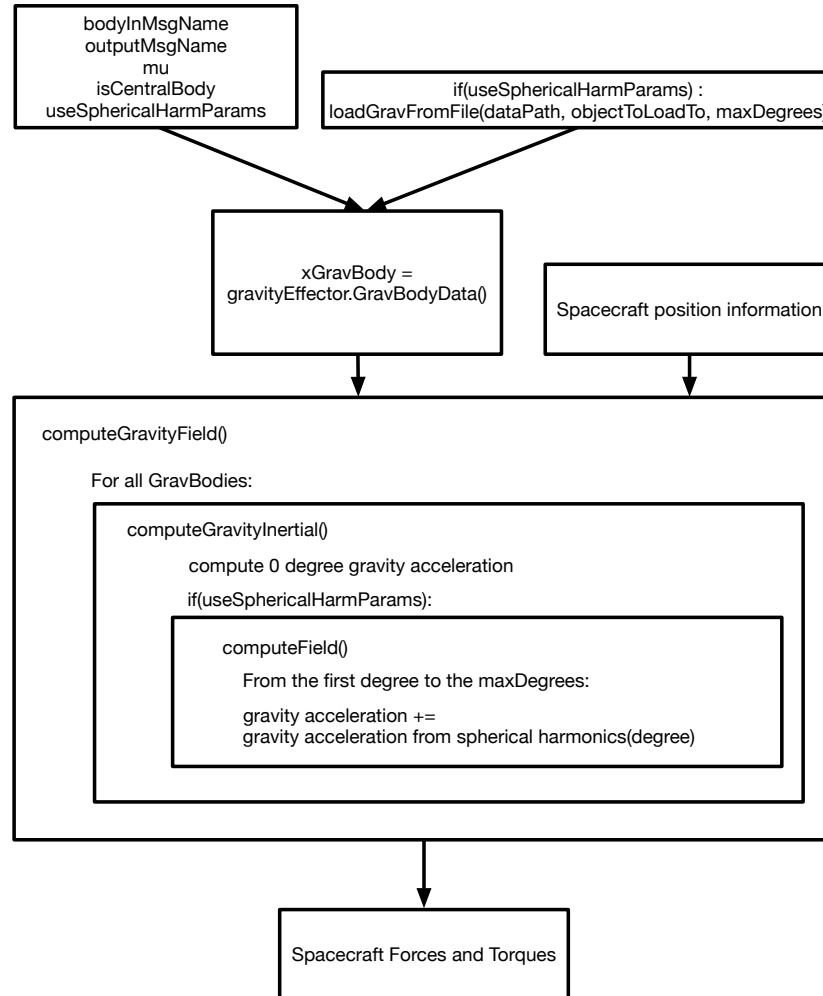 bodyInMsgName
outputMsgName
mu
isCentralBody
useSphericalHarmParams
if(useSphericalHarmParams) :
loadGravFromFile(dataPath, objectToLoadTo, maxDegrees)
xGravBody =
gravityEffector.GravBodyData()
Spacecraft position information
computeGravityField()
For all GravBodies:
computeGravityInertial()
compute 0 degree gravity acceleration
if(useSphericalHarmParams):
computeField()
From the first degree to the maxDegrees:
gravity acceleration +=
gravity acceleration from spherical harmonics(degree)
Spacecraft Forces and Torques